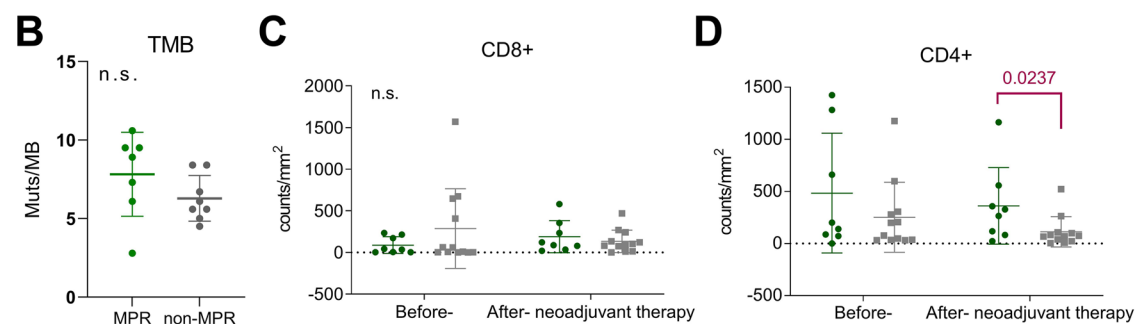 B
TMB
n.s.
15
10
5
0
Muts/MB
MPR non-MPR
C
CD8+
n.s.
2000
1500
1000
500
0
-500
counts/mm²
Before- After- neoadjuvant therapy
D
CD4+
0.0237
1500
1000
500
0
-500
counts/mm²
Before- After- neoadjuvant therapy